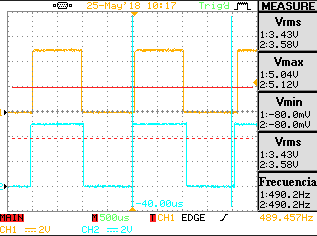 25-May'18 10:17 Trig'd MEASURE
Vrms
1:3.43V
2:3.58V
Vmax
1:5.04V
2:5.12V
Vmin
1:-80.0mV
2:-80.0mV
Vrms
1:3.43V
2:3.58V
Frecuencia
1:490.2Hz
2:490.2Hz
1
2
-40.00us
MAIN M 500us T CH1 EDGE 489.457Hz
CH1 = 2V CH2 = 2V